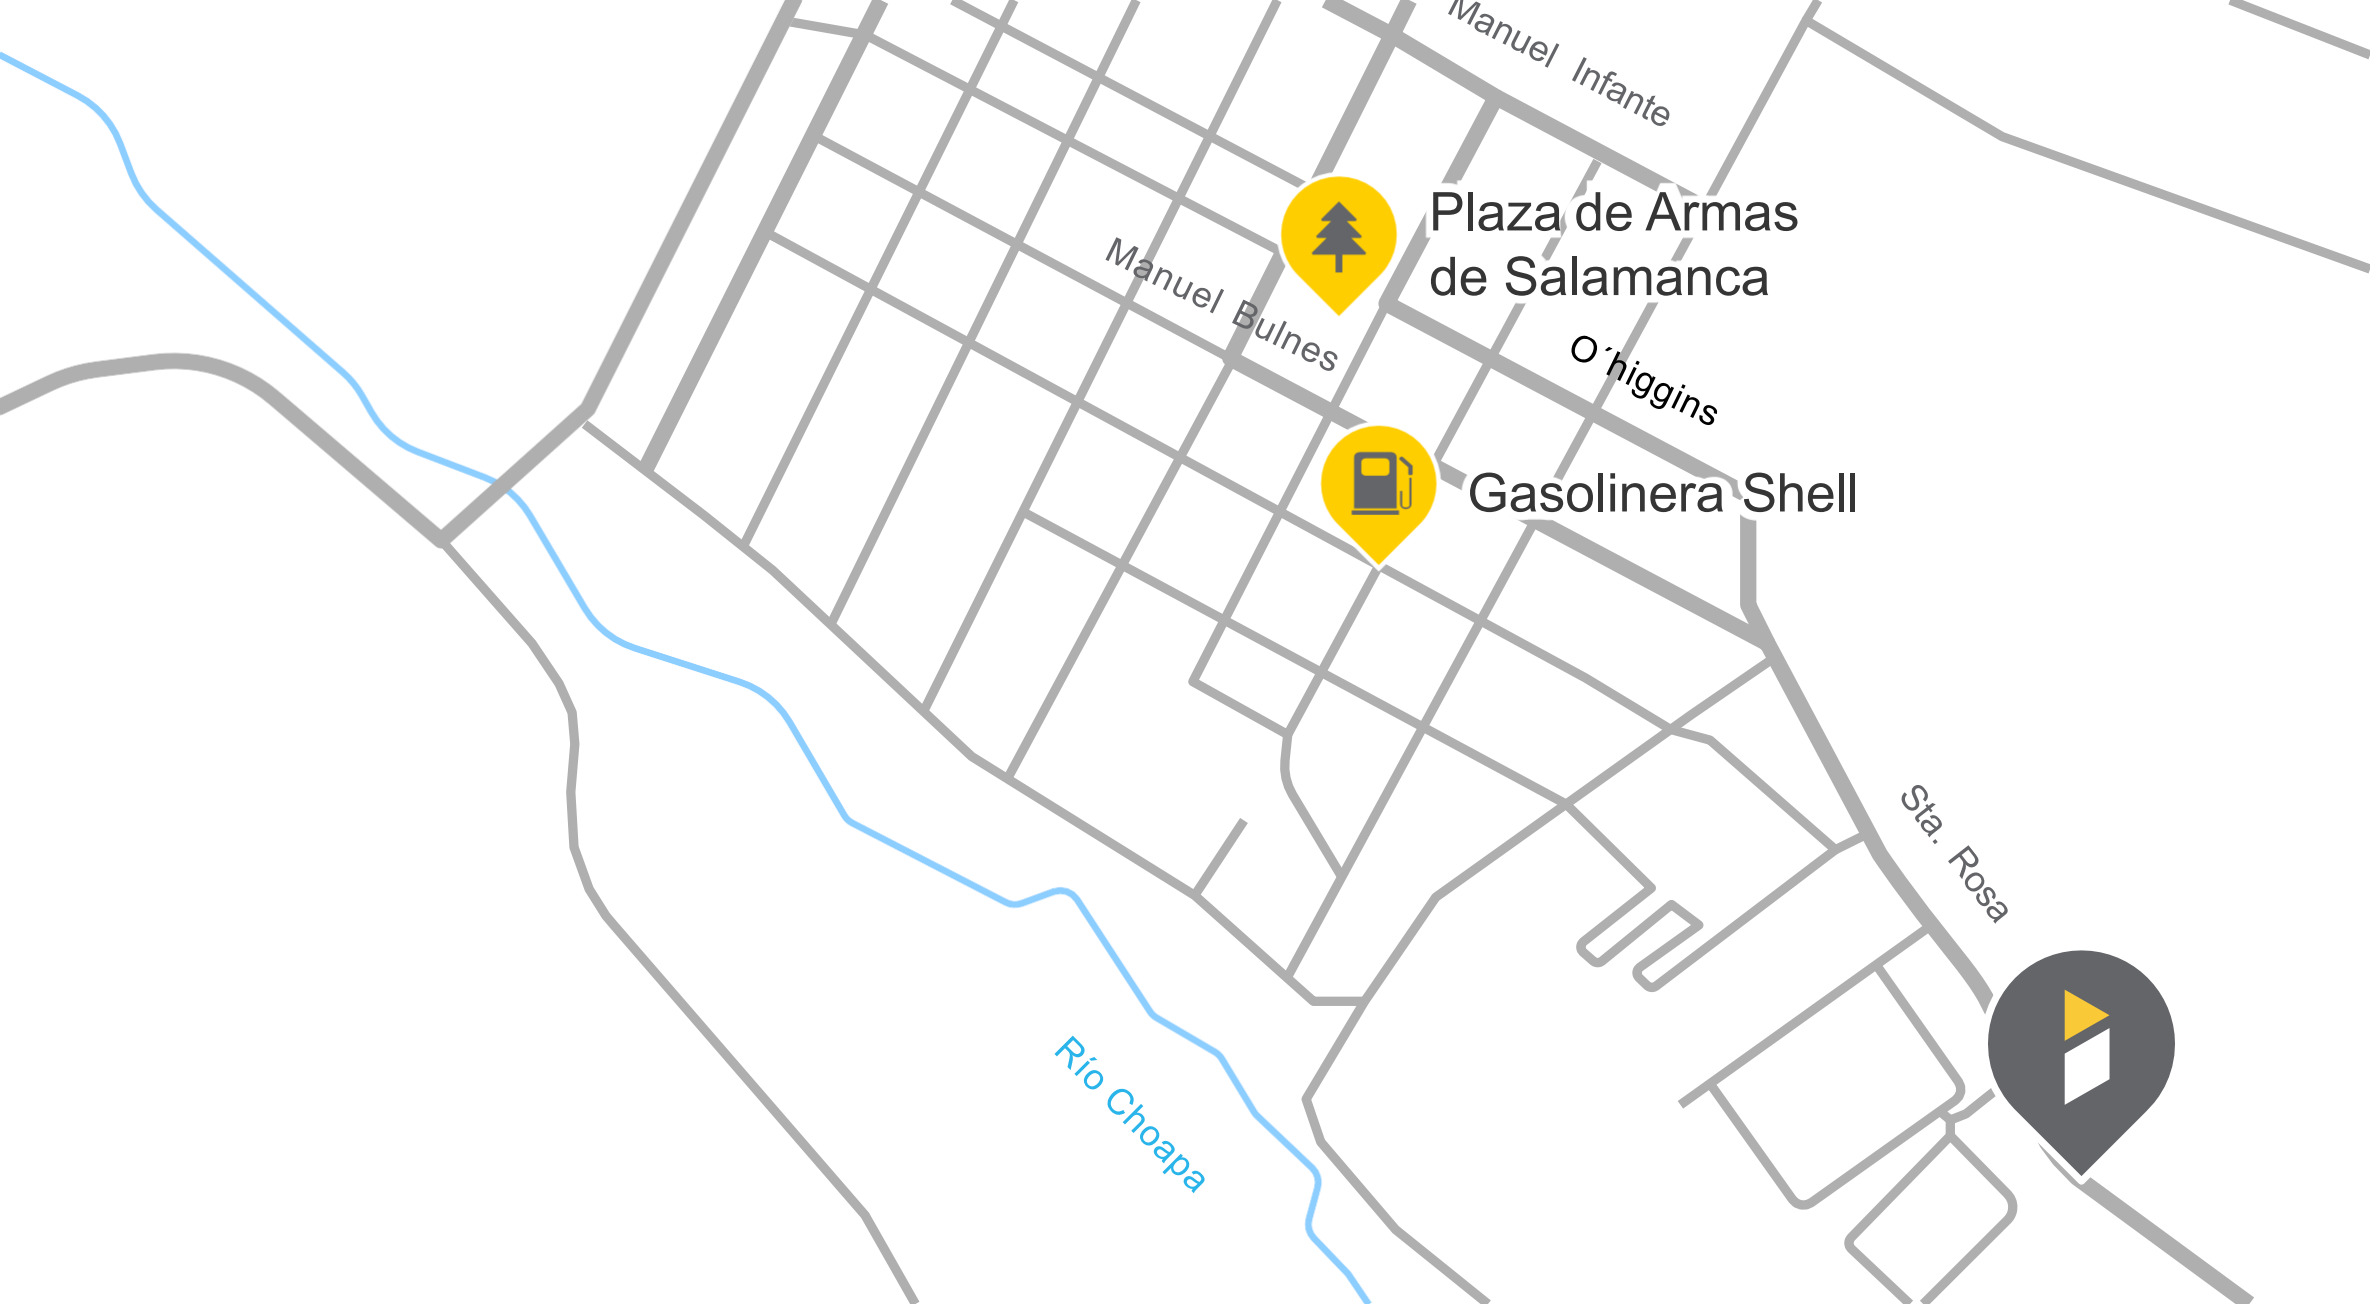 Manuel Infante
Plaza de Armas
de Salamanca
Manuel Bulnes
O´higgins
Gasolinera Shell
Sta. Rosa
Río Choapa